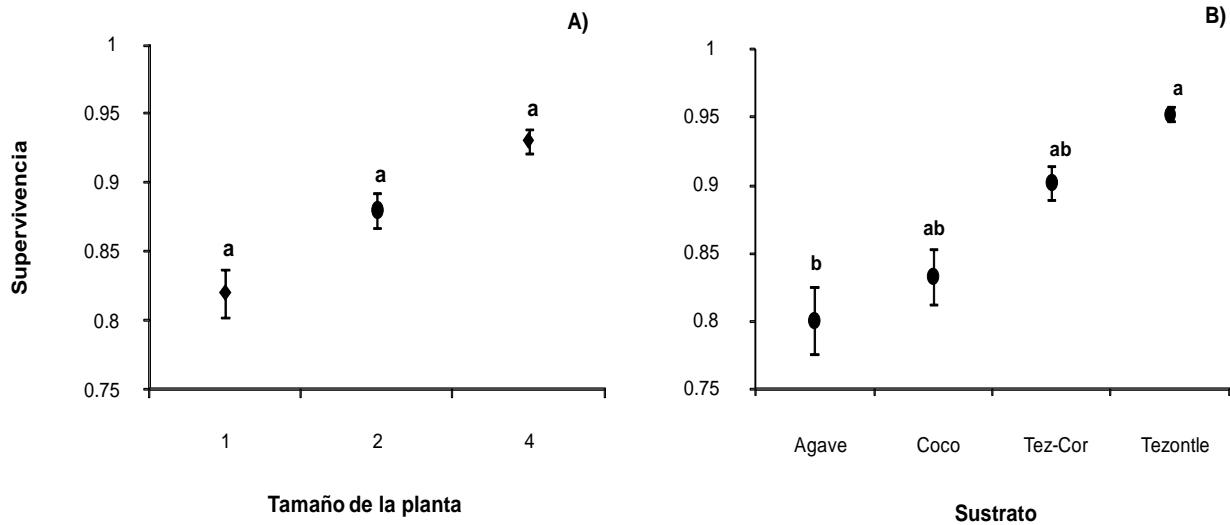 A)
Supervivencia
1
0.95
0.9
0.85
0.8
0.75
a
a
a
1 2 4
Tamaño de la planta
B)
1
0.95
0.9
0.85
0.8
0.75
b
ab
ab
a
Agave Coco Tez-Cor Tezontle
Sustrato